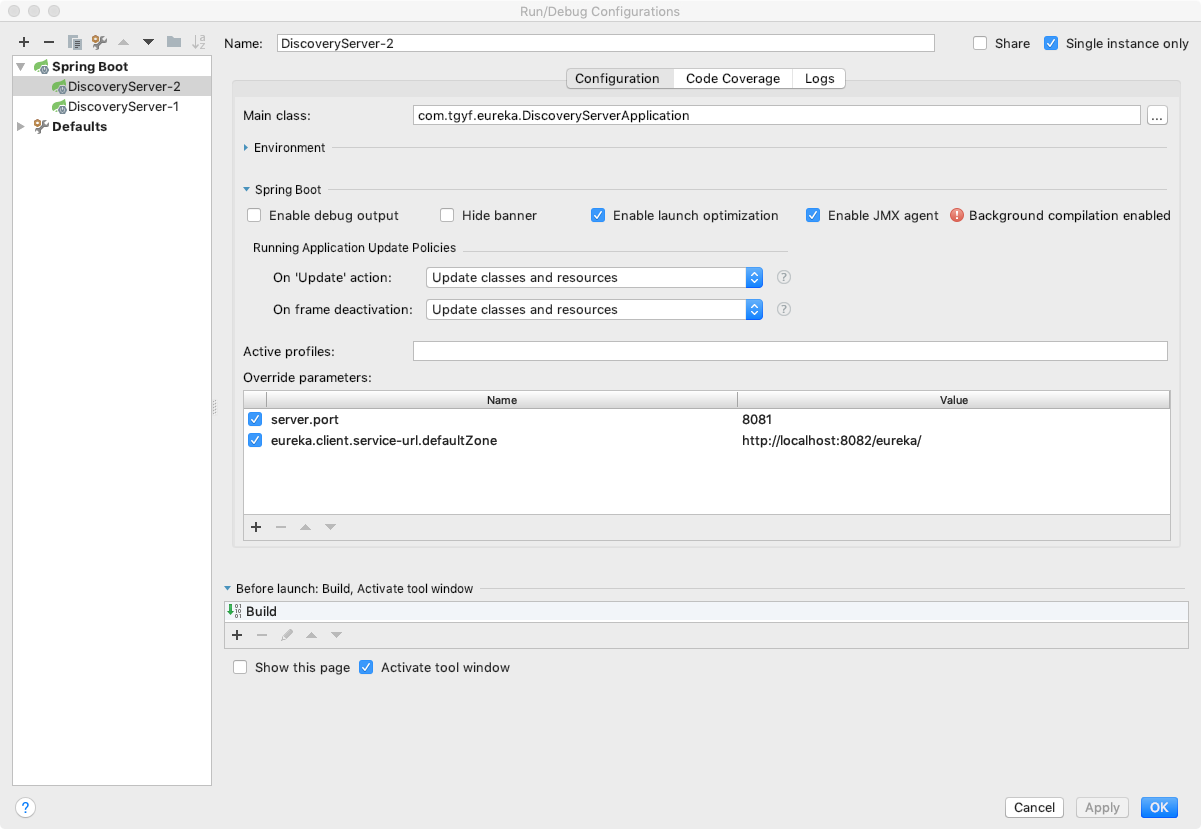 Run/Debug Configurations
Name: DiscoveryServer-2 Share Single instance only
Spring Boot
DiscoveryServer-2
DiscoveryServer-1
Defaults
Configuration Code Coverage Logs
Main class: com.tgyf.eureka.DiscoveryServerApplication ...
Environment
Spring Boot
Enable debug output Hide banner Enable launch optimization Enable JMX agent Background compilation enabled
Running Application Update Policies
On 'Update' action: Update classes and resources ?
On frame deactivation: Update classes and resources ?
Active profiles:
Override parameters:
Name Value
server.port 8081
eureka.client.service-url.defaultZone http://localhost:8082/eureka/
Before launch: Build, Activate tool window
Build
Show this page Activate tool window
? Cancel Apply OK